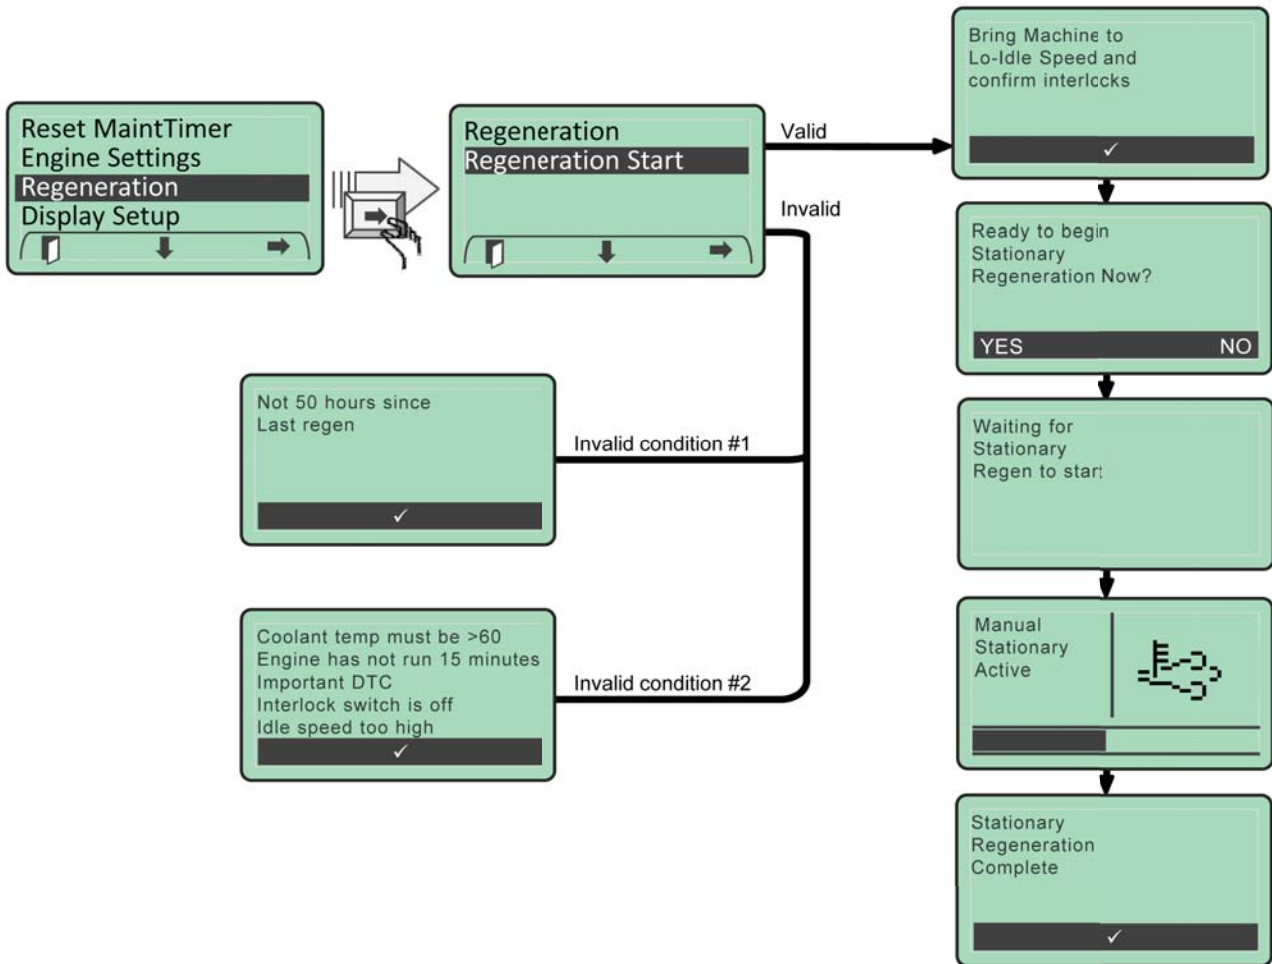 Reset MaintTimer
Engine Settings
Regeneration
Display Setup
Regeneration
Regeneration Start
Valid
Invalid
Bring Machine to
Lo-Idle Speed and
confirm interlocks
✓
Ready to begin
Stationary
Regeneration Now?
YES NO
Waiting for
Stationary
Regen to start
Manual
Stationary
Active
Stationary
Regeneration
Complete
✓
Not 50 hours since
Last regen
✓
Invalid condition #1
Coolant temp must be >60
Engine has not run 15 minutes
Important DTC
Interlock switch is off
Idle speed too high
✓
Invalid condition #2